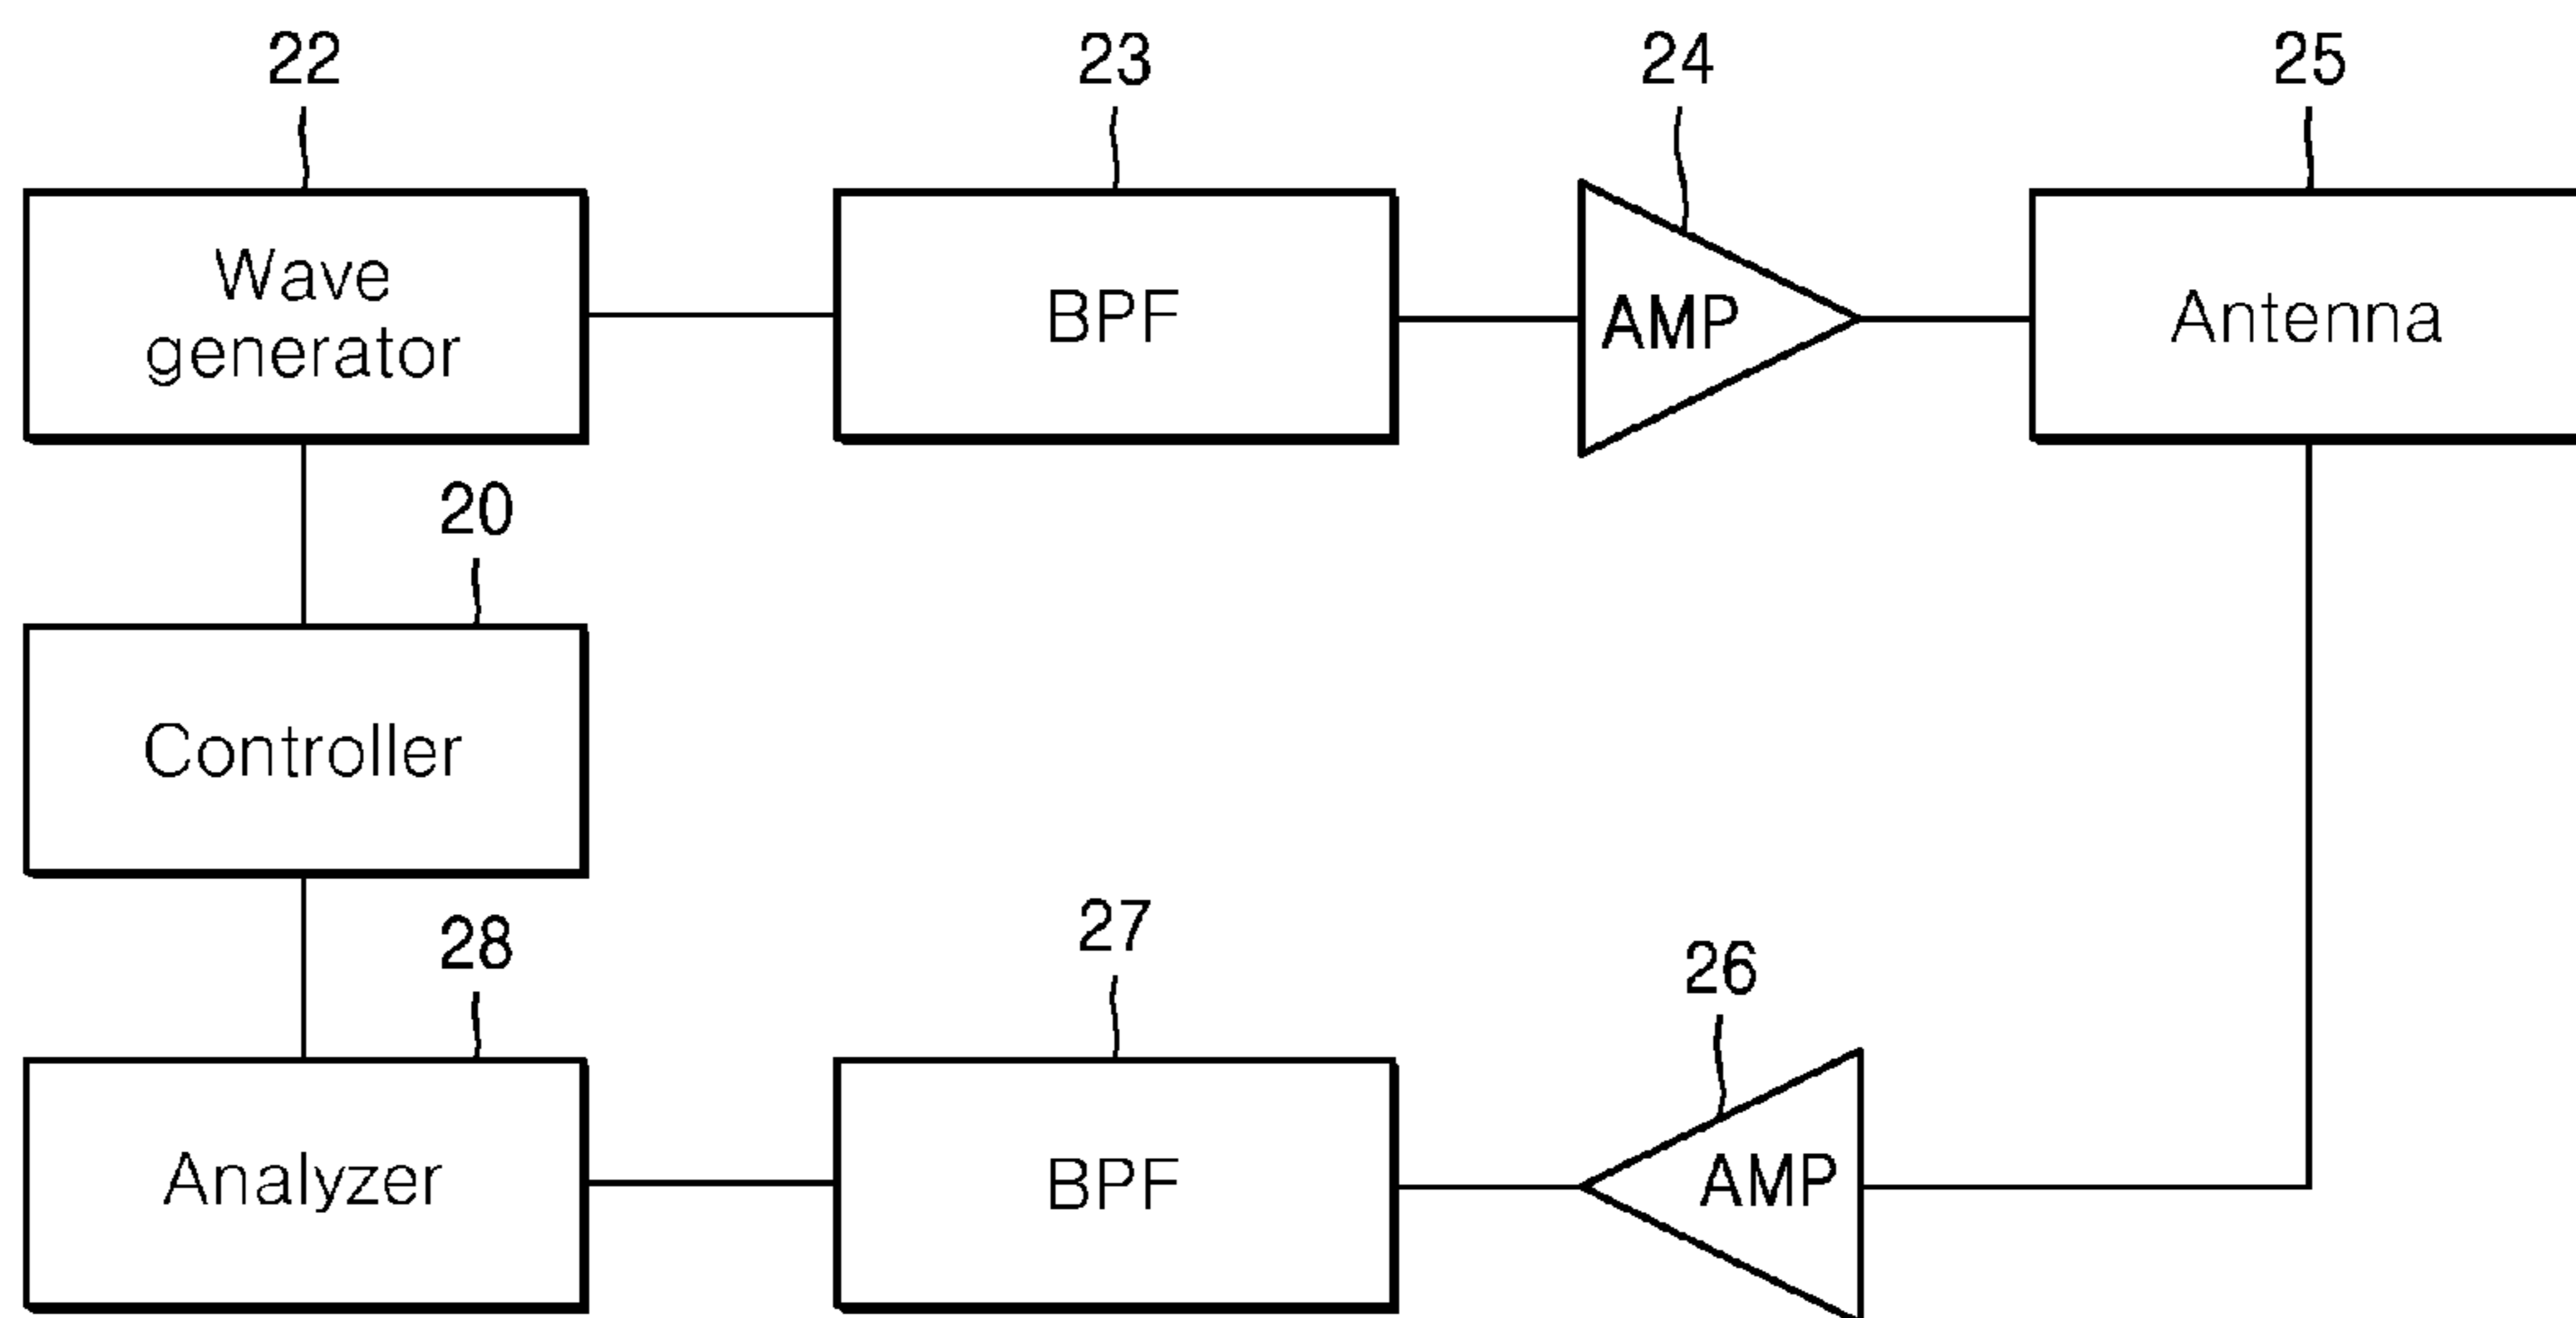 22
23
24
25
Wave
generator
BPF
AMP
Antenna
20
Controller
28
27
26
Analyzer
BPF
AMP